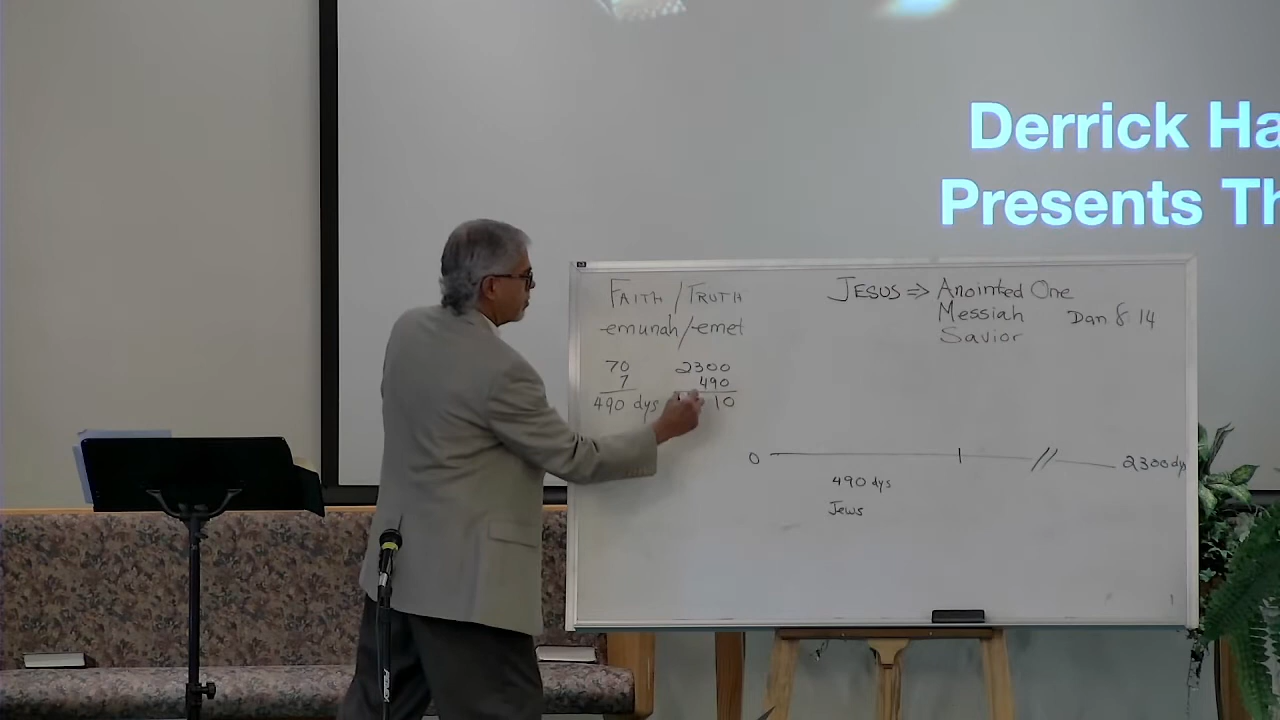 Derrick Ha
Presents Th
FAITH / TRUTH
emunah/emet
70
7
490 dys
2300
490
10
JESUS ⇒ Anointed One
Messiah
Savior
Dan 8:14
0
2300dys
490 dys
Jews